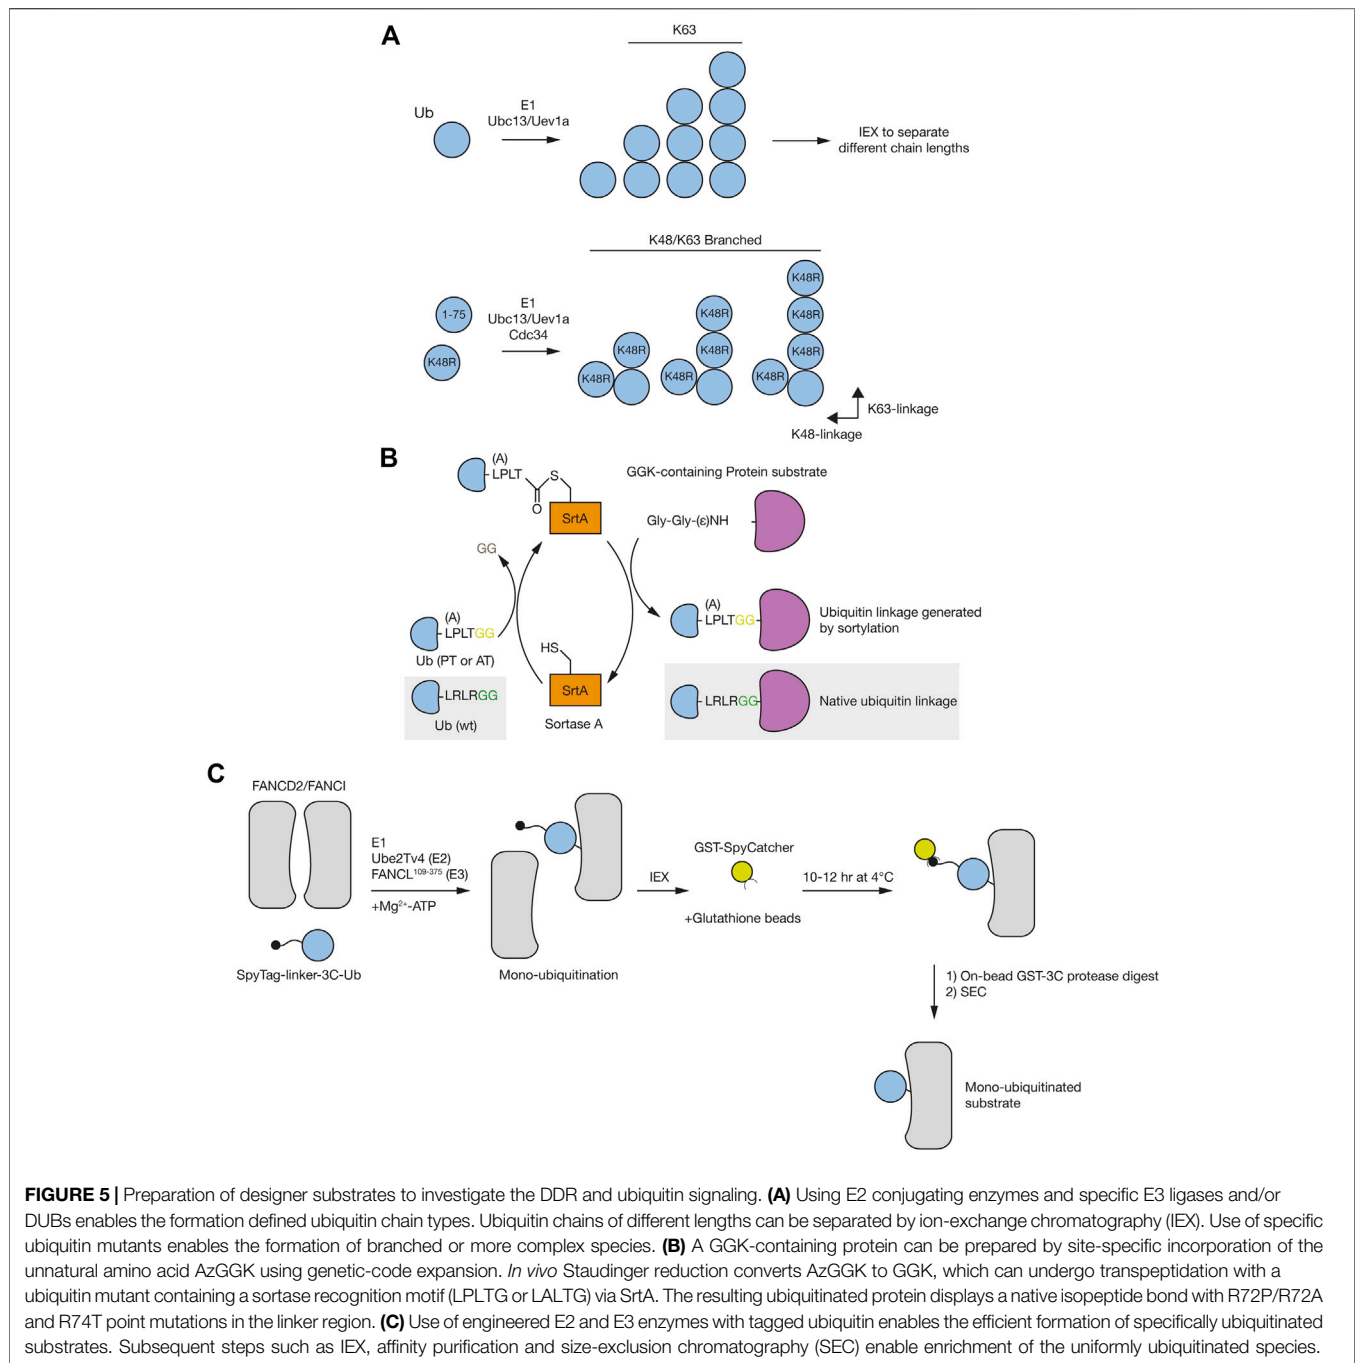 A
K63
Ub
E1
Ubc13/Uev1a
IEX to separate
different chain lengths
K48/K63 Branched
1-75
K48R
E1
Ubc13/Uev1a
Cdc34
K48R
K48R
K48R
K48R
K48R
K48R
K48R
K48R
K48R
K63-linkage
K48-linkage
B
(A)
LPLT
S
O
SrtA
GGK-containing Protein substrate
Gly-Gly-(ε)NH
GG
(A)
LPLTGG
Ub (PT or AT)
LRLRGG
Ub (wt)
HS
SrtA
Sortase A
(A)
LPLTGG
Ubiquitin linkage generated
by sortylation
LRLRGG
Native ubiquitin linkage
C
FANCD2/FANCI
SpyTag-linker-3C-Ub
E1
Ube2Tv4 (E2)
FANCL109-375 (E3)
+Mg2+-ATP
Mono-ubiquitination
IEX
GST-SpyCatcher
+Glutathione beads
10-12 hr at 4°C
1) On-bead GST-3C protease digest
2) SEC
Mono-ubiquitinated
substrate
FIGURE 5 | Preparation of designer substrates to investigate the DDR and ubiquitin signaling. (A) Using E2 conjugating enzymes and specific E3 ligases and/or
DUBs enables the formation defined ubiquitin chain types. Ubiquitin chains of different lengths can be separated by ion-exchange chromatography (IEX). Use of specific
ubiquitin mutants enables the formation of branched or more complex species. (B) A GGK-containing protein can be prepared by site-specific incorporation of the
unnatural amino acid AzGGK using genetic-code expansion. In vivo Staudinger reduction converts AzGGK to GGK, which can undergo transpeptidation with a
ubiquitin mutant containing a sortase recognition motif (LPLTG or LALTG) via SrtA. The resulting ubiquitinated protein displays a native isopeptide bond with R72P/R72A
and R74T point mutations in the linker region. (C) Use of engineered E2 and E3 enzymes with tagged ubiquitin enables the efficient formation of specifically ubiquitinated
substrates. Subsequent steps such as IEX, affinity purification and size-exclusion chromatography (SEC) enable enrichment of the uniformly ubiquitinated species.